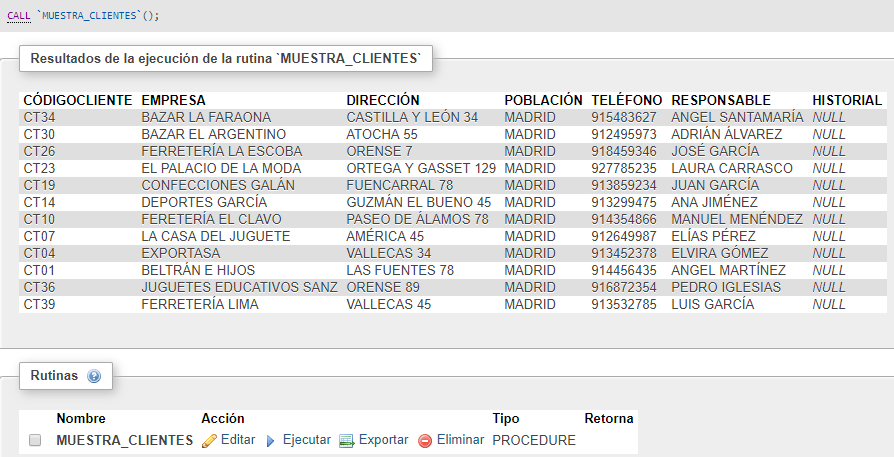 CALL `MUESTRA_CLIENTES`();
Resultados de la ejecución de la rutina `MUESTRA_CLIENTES`
CÓDIGOCLIENTE EMPRESA DIRECCIÓN POBLACIÓN TELÉFONO RESPONSABLE HISTORIAL
CT34 BAZAR LA FARAONA CASTILLA Y LEÓN 34 MADRID 915483627 ANGEL SANTAMARÍA NULL
CT30 BAZAR EL ARGENTINO ATOCHA 55 MADRID 912495973 ADRIÁN ÁLVAREZ NULL
CT26 FERRETERÍA LA ESCOBA ORENSE 7 MADRID 918459346 JOSÉ GARCÍA NULL
CT23 EL PALACIO DE LA MODA ORTEGA Y GASSET 129 MADRID 927785235 LAURA CARRASCO NULL
CT19 CONFECCIONES GALÁN FUENCARRAL 78 MADRID 913859234 JUAN GARCÍA NULL
CT14 DEPORTES GARCÍA GUZMÁN EL BUENO 45 MADRID 913299475 ANA JIMÉNEZ NULL
CT10 FERETERÍA EL CLAVO PASEO DE ÁLAMOS 78 MADRID 914354866 MANUEL MENÉNDEZ NULL
CT07 LA CASA DEL JUGUETE AMÉRICA 45 MADRID 912649987 ELÍAS PÉREZ NULL
CT04 EXPORTASA VALLECAS 34 MADRID 913452378 ELVIRA GÓMEZ NULL
CT01 BELTRÁN E HIJOS LAS FUENTES 78 MADRID 914456435 ANGEL MARTÍNEZ NULL
CT36 JUGUETES EDUCATIVOS SANZ ORENSE 89 MADRID 916872354 PEDRO IGLESIAS NULL
CT39 FERRETERÍA LIMA VALLECAS 45 MADRID 913532785 LUIS GARCÍA NULL
Rutinas
Nombre Acción Tipo Retorna
MUESTRA_CLIENTES Editar Ejecutar Exportar Eliminar PROCEDURE